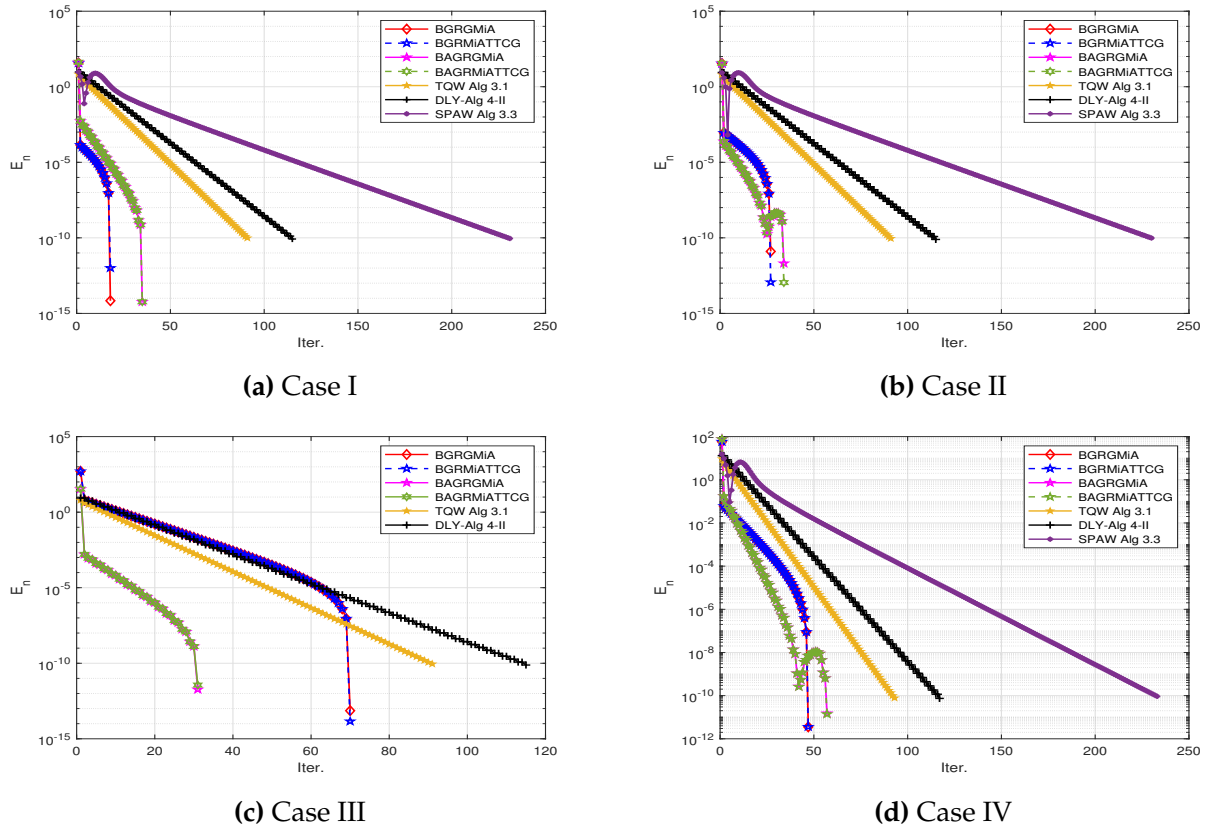 10^5
10^0
10^-5
10^-10
10^-15
E_n
0 50 100 150 200 250
Iter.
BGRGMiA
BGRMiATTCG
BAGRGMiA
BAGRMiATTCG
TQW Alg 3.1
DLY-Alg 4-II
SPAW Alg 3.3
(a) Case I
10^5
10^0
10^-5
10^-10
10^-15
E_n
0 50 100 150 200 250
Iter.
BGRGMiA
BGRMiATTCG
BAGRGMiA
BAGRMiATTCG
TQW Alg 3.1
DLY-Alg 4-II
SPAW Alg 3.3
(b) Case II
10^5
10^0
10^-5
10^-10
10^-15
E_n
0 20 40 60 80 100 120
Iter.
BGRGMiA
BGRMiATTCG
BAGRGMiA
BAGRMiATTCG
TQW Alg 3.1
DLY-Alg 4-II
(c) Case III
10^2
10^0
10^-2
10^-4
10^-6
10^-8
10^-10
10^-12
E_n
0 50 100 150 200 250
Iter.
BGRGMiA
BGRMiATTCG
BAGRGMiA
BAGRMiATTCG
TQW Alg 3.1
DLY-Alg 4-II
SPAW Alg 3.3
(d) Case IV